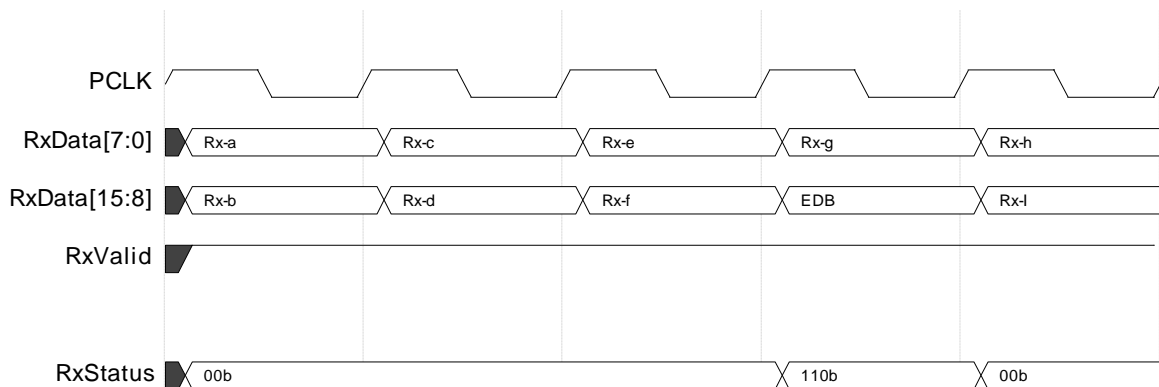 PCLK
RxData[7:0] Rx-a Rx-c Rx-e Rx-g Rx-h
RxData[15:8] Rx-b Rx-d Rx-f EDB Rx-I
RxValid
RxStatus 00b 110b 00b